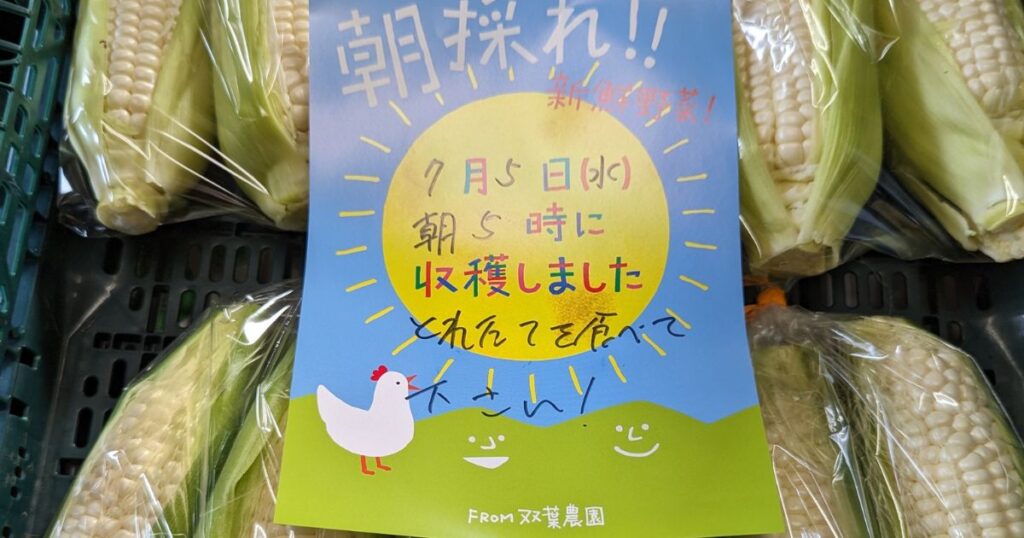 朝採れ!!
新鮮野菜!
7月5日(水)
朝5時に
収穫しました
とれたてを食べて
下さい!
FROM 双葉農園